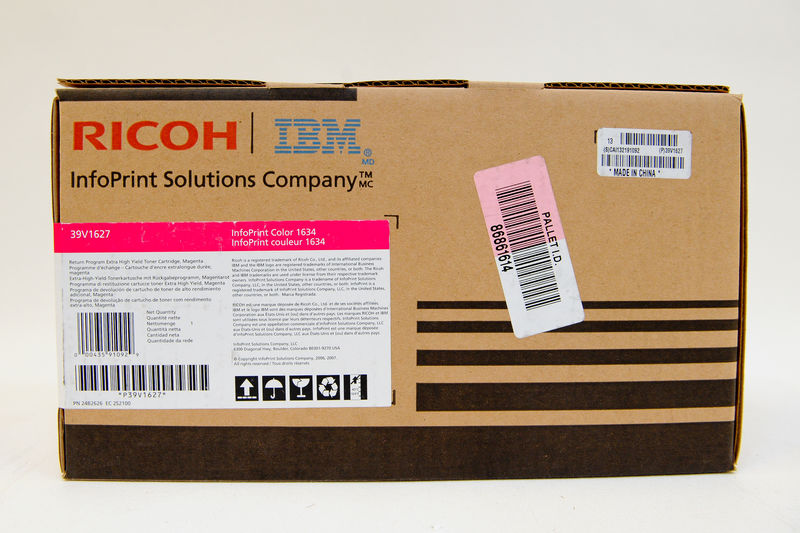 RICOH | IBM®
MD
InfoPrint Solutions Company™
MC
13
(S)CAI132191092 (P)39V1627
* MADE IN CHINA *
PALLET I.D.
86861614
39V1627
InfoPrint Color 1634
InfoPrint couleur 1634
Return Program Extra High Yield Toner Cartridge, Magenta
Programme d'échange - Cartouche d'encre extralongue durée,
magenta
Extra-High-Yield-Tonerkartusche mit Rückgabeprogramm, Magentarot
Programma di restituzione cartucce toner Extra High Yield, Magenta
Programa de devolución de cartucho de tóner de alto rendimiento
adicional, Magenta
Programa de devolução de cartucho de toner com rendimento
extra-alto, Magenta
Net Quantity
Quantité nette
Nettomenge 1
Quantità netta
Cantidad neta
Quantidade da rede
0 00435 91092 9
*P39V1627*
PN 24B2626 EC 2S2100
Ricoh is a registered trademark of Ricoh Co., Ltd., and its affiliated companies
IBM and the IBM logo are registered trademarks of International Business
Machines Corporation in the United States, other countries, or both. The Ricoh
and IBM trademarks are used under license from their respective trademark
owners. InfoPrint Solutions Company is a trademark of InfoPrint Solutions
Company, LLC, in the United States, other countries, or both. InfoPrint is a
registered trademark of InfoPrint Solutions Company, LLC in the United
States, other countries, or both. - Marca Registrada.
RICOH est une marque déposée de Ricoh Co., Ltd. et de ses sociétés affiliées,
IBM et le logo IBM sont des marques déposées d'International Business Machines
Corporation aux Etats-Unis et (ou) dans d'autres pays. Les marques RICOH et IBM
sont utilisées sous licence par leurs détenteurs respectifs. InfoPrint Solutions
Company est une appellation commerciale d'InfoPrint Solutions Company, LLC
aux Etats-Unis et (ou) dans d'autres pays. InfoPrint est une marque déposée
d'InfoPrint Solutions Company, LLC aux Etats-Unis et (ou) dans d'autres pays.
InfoPrint Solutions Company, LLC
6300 Diagonal Hwy, Boulder, Colorado 80301-9270 USA
© Copyright InfoPrint Solutions Company, 2006, 2007.
All rights reserved / Tous droits réservés.